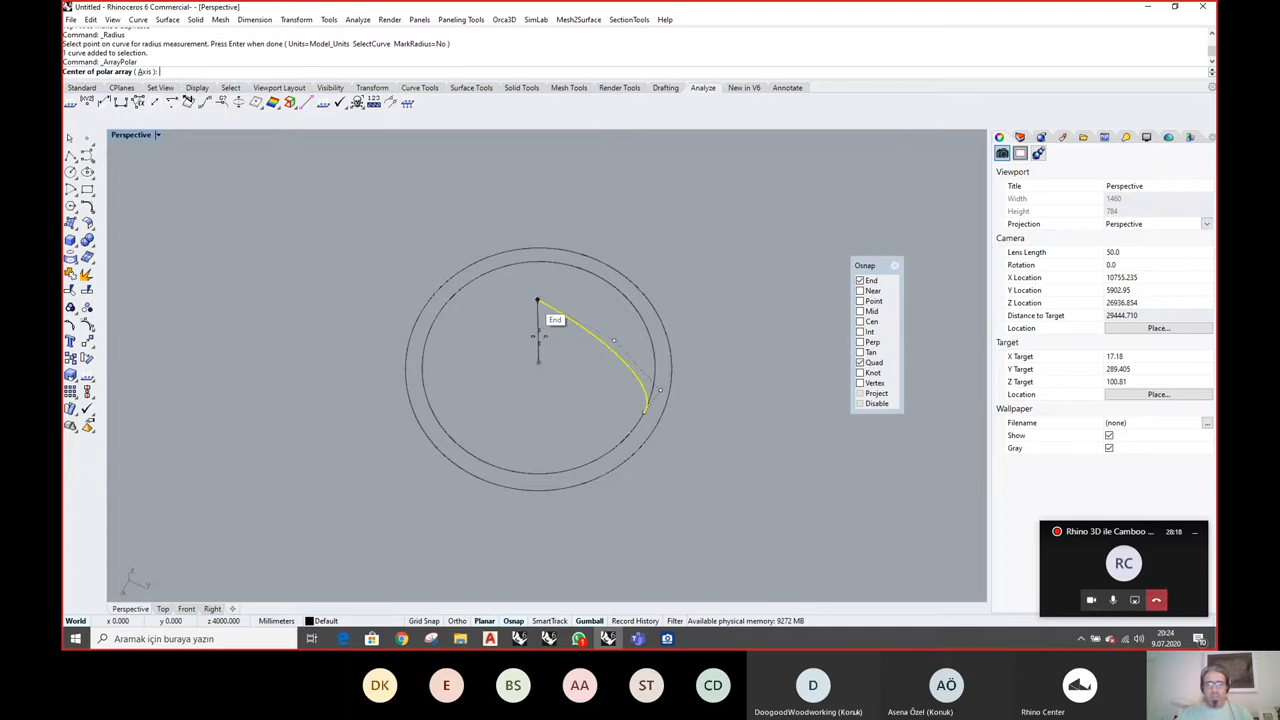 Untitled - Rhinoceros 6 Commercial- - [Perspective]
File Edit View Curve Surface Solid Mesh Dimension Transform Tools Analyze Render Panels Paneling Tools Orca3D SimLab Mesh2Surface SectionTools Help
Command: _Radius
Select point on curve for radius measurement. Press Enter when done ( Units=Model_Units SelectCurve MarkRadius=No )
1 curve added to selection.
Command: _ArrayPolar
Center of polar array ( Axis ):
Standard CPlanes Set View Display Select Viewport Layout Visibility Transform Curve Tools Surface Tools Solid Tools Mesh Tools Render Tools Drafting Analyze New in V6 Annotate
Perspective
End
Osnap
End
Near
Point
Mid
Cen
Int
Perp
Tan
Quad
Knot
Vertex
Project
Disable
Viewport
Title Perspective
Width 1460
Height 784
Projection Perspective
Camera
Lens Length 50.0
Rotation 0.0
X Location 10755.235
Y Location 5902.95
Z Location 26936.854
Distance to Target 29444.710
Location Place...
Target
X Target 17.18
Y Target 289.405
Z Target 100.81
Location Place...
Wallpaper
Filename (none)
Show
Gray
Rhino 3D ile Camboo ... 28:18
RC
z
y
x
Perspective Top Front Right
World x 0.000 y 0.000 z 4000.000 Millimeters Default Grid Snap Ortho Planar Osnap SmartTrack Gumball Record History Filter Available physical memory: 9272 MB
Aramak için buraya yazın
20:24
9.07.2020
DK E BS AA ST CD D AÖ
DoogoodWoodworking (Konuk) Asena Özel (Konuk) Rhino Center